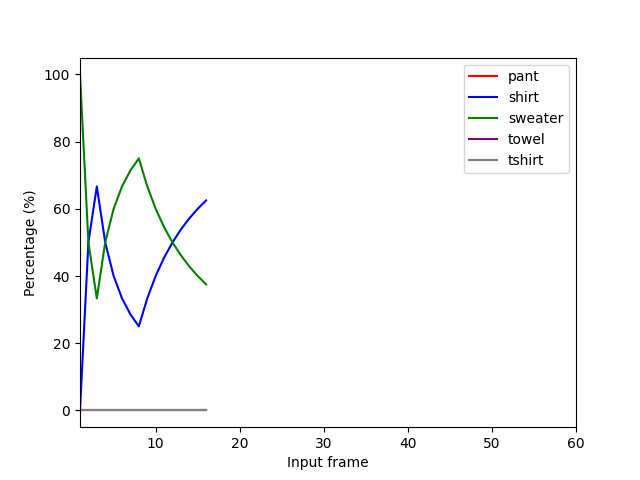 100
80
60
40
20
0
Percentage (%)
pant
shirt
sweater
towel
tshirt
10 20 30 40 50 60
Input frame